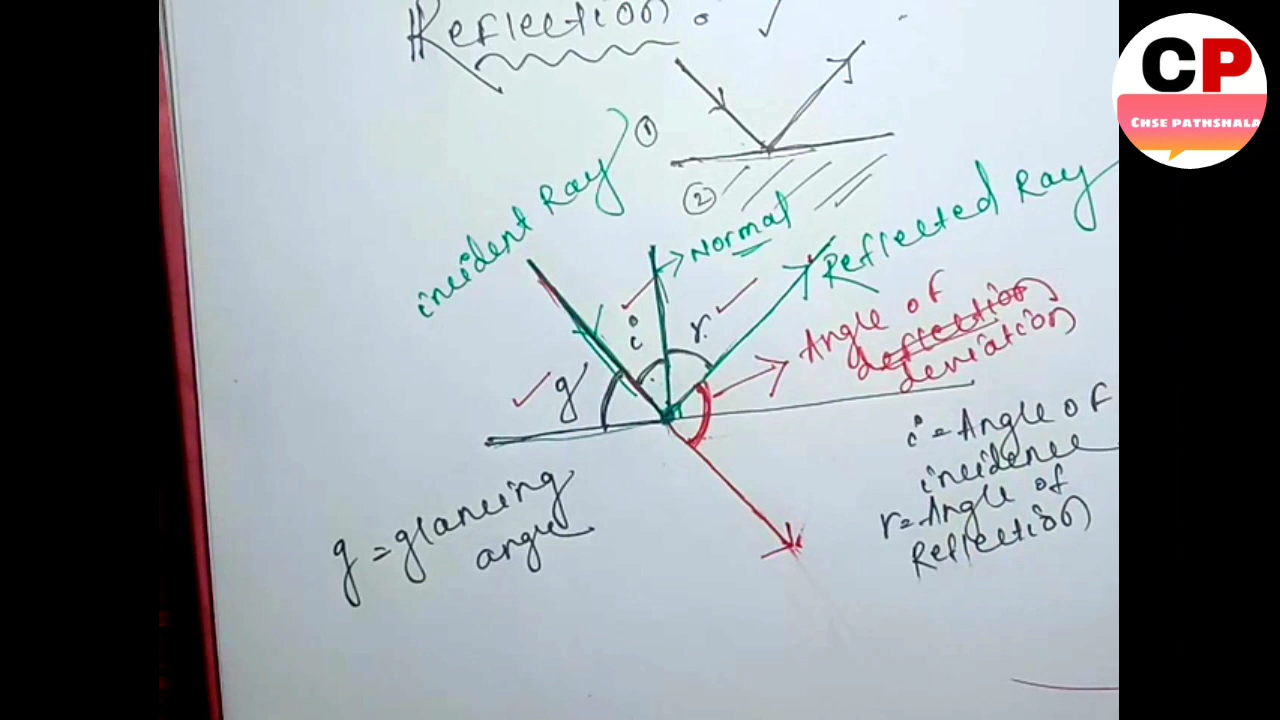 Reflection :
CP
CHSE PATHSHALA
①
②
incident Ray
Normal
Reflected Ray
i
r
g
Angle of
deflection
deviation
i = Angle of
incidence
r = Angle of
Reflection
g = glancing
angle